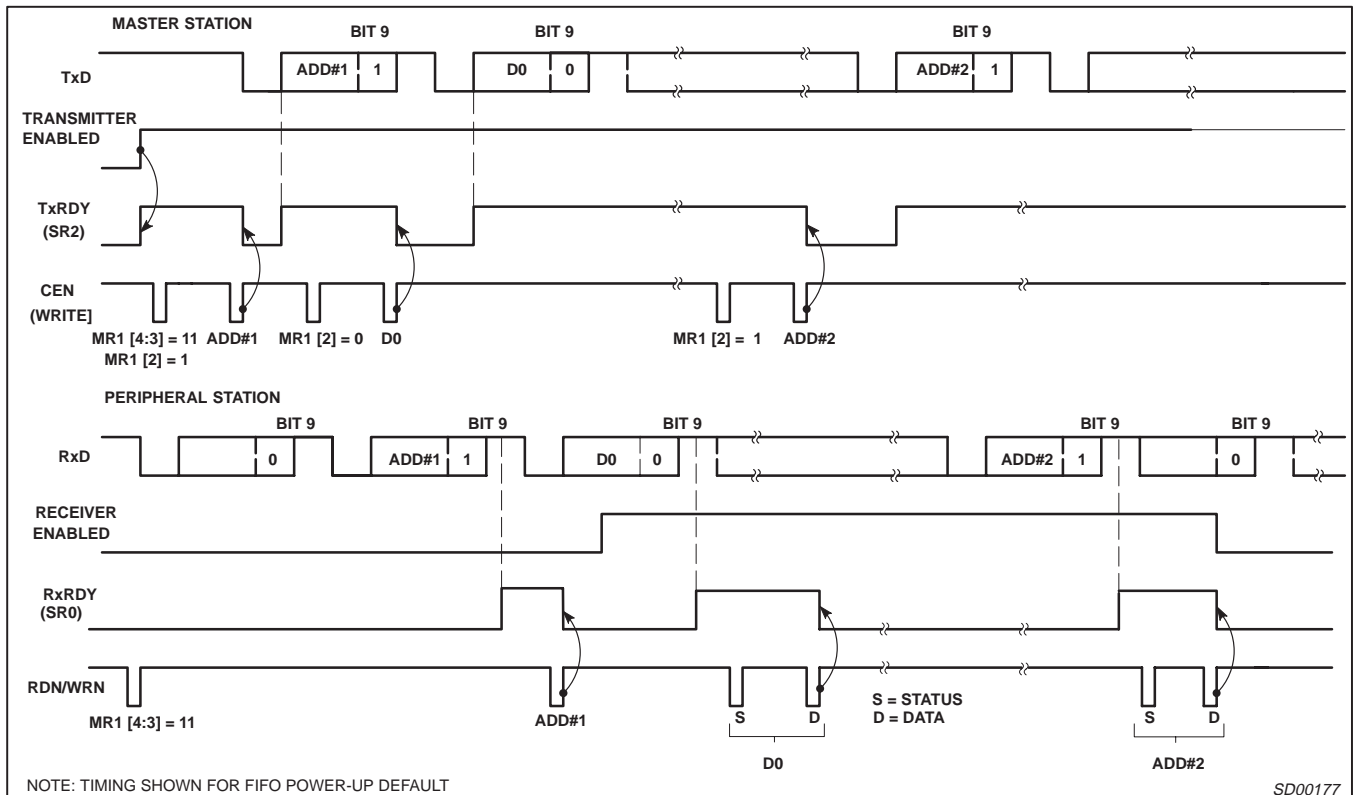 MASTER STATION
BIT 9 BIT 9 BIT 9
TxD ADD#1 1 D0 0 ADD#2 1
TRANSMITTER
ENABLED
TxRDY
(SR2)
CEN
(WRITE]
MR1 [4:3] = 11 ADD#1 MR1 [2] = 0 D0 MR1 [2] = 1 ADD#2
MR1 [2] = 1
PERIPHERAL STATION
BIT 9 BIT 9 BIT 9 BIT 9 BIT 9
RxD 0 ADD#1 1 D0 0 ADD#2 1 0
RECEIVER
ENABLED
RxRDY
(SR0)
RDN/WRN
MR1 [4:3] = 11 ADD#1 S D S = STATUS S D
D = DATA
D0 ADD#2
NOTE: TIMING SHOWN FOR FIFO POWER-UP DEFAULT SD00177